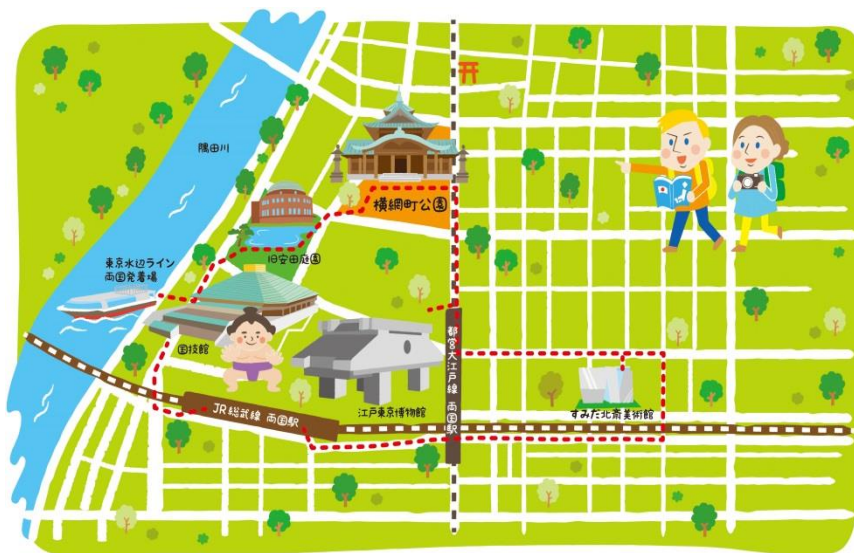 隅田川
横網町公園
旧安田庭園
東京水辺ライン
両国発着場
国技館
都営大江戸線 両国駅
江戸東京博物館
すみだ北斎美術館
JR総武線 両国駅